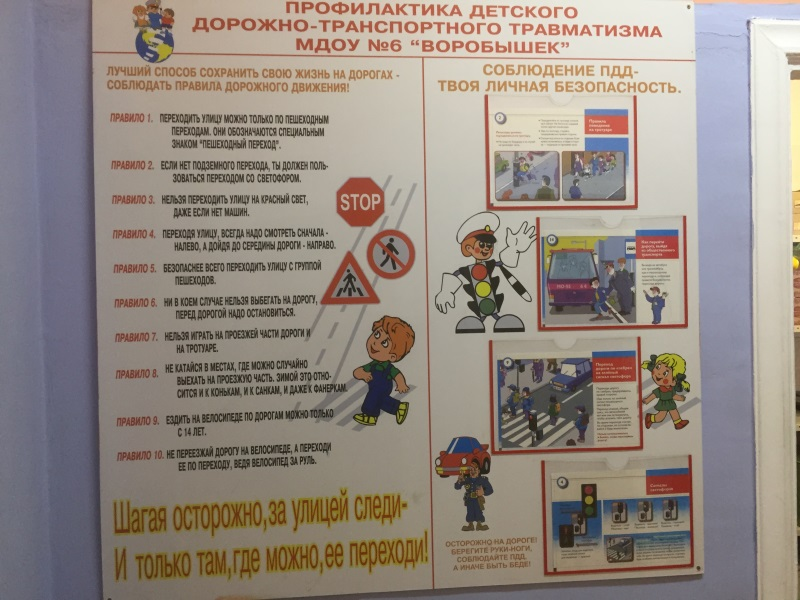 ПРОФИЛАКТИКА ДЕТСКОГО
ДОРОЖНО-ТРАНСПОРТНОГО ТРАВМАТИЗМА
МДОУ №6 "ВОРОБЫШЕК"
ЛУЧШИЙ СПОСОБ СОХРАНИТЬ СВОЮ ЖИЗНЬ НА ДОРОГАХ -
СОБЛЮДАТЬ ПРАВИЛА ДОРОЖНОГО ДВИЖЕНИЯ!
ПРАВИЛО 1. ПЕРЕХОДИТЬ УЛИЦУ МОЖНО ТОЛЬКО ПО ПЕШЕХОДНЫМ
ПЕРЕХОДАМ. ОНИ ОБОЗНАЧАЮТСЯ СПЕЦИАЛЬНЫМ
ЗНАКОМ "ПЕШЕХОДНЫЙ ПЕРЕХОД".
ПРАВИЛО 2. ЕСЛИ НЕТ ПОДЗЕМНОГО ПЕРЕХОДА, ТЫ ДОЛЖЕН ПОЛЬ-
ЗОВАТЬСЯ ПЕРЕХОДОМ СО СВЕТОФОРОМ.
ПРАВИЛО 3. НЕЛЬЗЯ ПЕРЕХОДИТЬ УЛИЦУ НА КРАСНЫЙ СВЕТ,
ДАЖЕ ЕСЛИ НЕТ МАШИН.
ПРАВИЛО 4. ПЕРЕХОДЯ УЛИЦУ, ВСЕГДА НАДО СМОТРЕТЬ СНАЧАЛА -
НАЛЕВО, А ДОЙДЯ ДО СЕРЕДИНЫ ДОРОГИ - НАПРАВО.
ПРАВИЛО 5. БЕЗОПАСНЕЕ ВСЕГО ПЕРЕХОДИТЬ УЛИЦУ С ГРУППОЙ
ПЕШЕХОДОВ.
ПРАВИЛО 6. НИ В КОЕМ СЛУЧАЕ НЕЛЬЗЯ ВЫБЕГАТЬ НА ДОРОГУ,
ПЕРЕД ДОРОГОЙ НАДО ОСТАНОВИТЬСЯ.
ПРАВИЛО 7. НЕЛЬЗЯ ИГРАТЬ НА ПРОЕЗЖЕЙ ЧАСТИ ДОРОГИ И
НА ТРОТУАРЕ.
ПРАВИЛО 8. НЕ КАТАЙСЯ В МЕСТАХ, ГДЕ МОЖНО СЛУЧАЙНО
ВЫЕХАТЬ НА ПРОЕЗЖУЮ ЧАСТЬ. ЗИМОЙ ЭТО ОТНО-
СИТСЯ И К КОНЬКАМ, И К САНКАМ, И ДАЖЕ К ФАНЕРКАМ.
ПРАВИЛО 9. ЕЗДИТЬ НА ВЕЛОСИПЕДЕ ПО ДОРОГАМ МОЖНО ТОЛЬКО
С 14 ЛЕТ.
ПРАВИЛО 10. НЕ ПЕРЕЕЗЖАЙ ДОРОГУ НА ВЕЛОСИПЕДЕ, А ПЕРЕХОДИ
ЕЕ ПО ПЕРЕХОДУ, ВЕДЯ ВЕЛОСИПЕД ЗА РУЛЬ.
STOP
Шагая осторожно, за улицей следи-
И только там, где можно, ее переходи!
СОБЛЮДЕНИЕ ПДД-
ТВОЯ ЛИЧНАЯ БЕЗОПАСНОСТЬ.
ОСТОРОЖНО НА ДОРОГЕ!
БЕРЕГИТЕ РУКИ-НОГИ,
СОБЛЮДАЙТЕ ПДД,
А ИНАЧЕ БЫТЬ БЕДЕ!